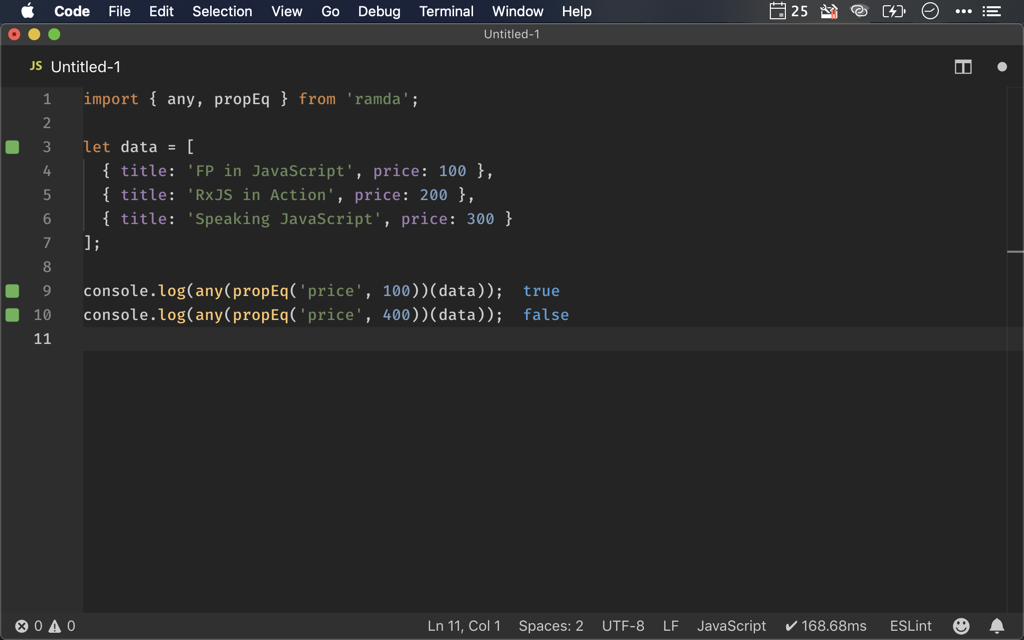 Code File Edit Selection View Go Debug Terminal Window Help 25
Untitled-1
JS Untitled-1
1 import { any, propEq } from 'ramda';
2
3 let data = [
4 { title: 'FP in JavaScript', price: 100 },
5 { title: 'RxJS in Action', price: 200 },
6 { title: 'Speaking JavaScript', price: 300 }
7 ];
8
9 console.log(any(propEq('price', 100))(data)); true
10 console.log(any(propEq('price', 400))(data)); false
11
0 0 Ln 11, Col 1 Spaces: 2 UTF-8 LF JavaScript ✔ 168.68ms ESLint